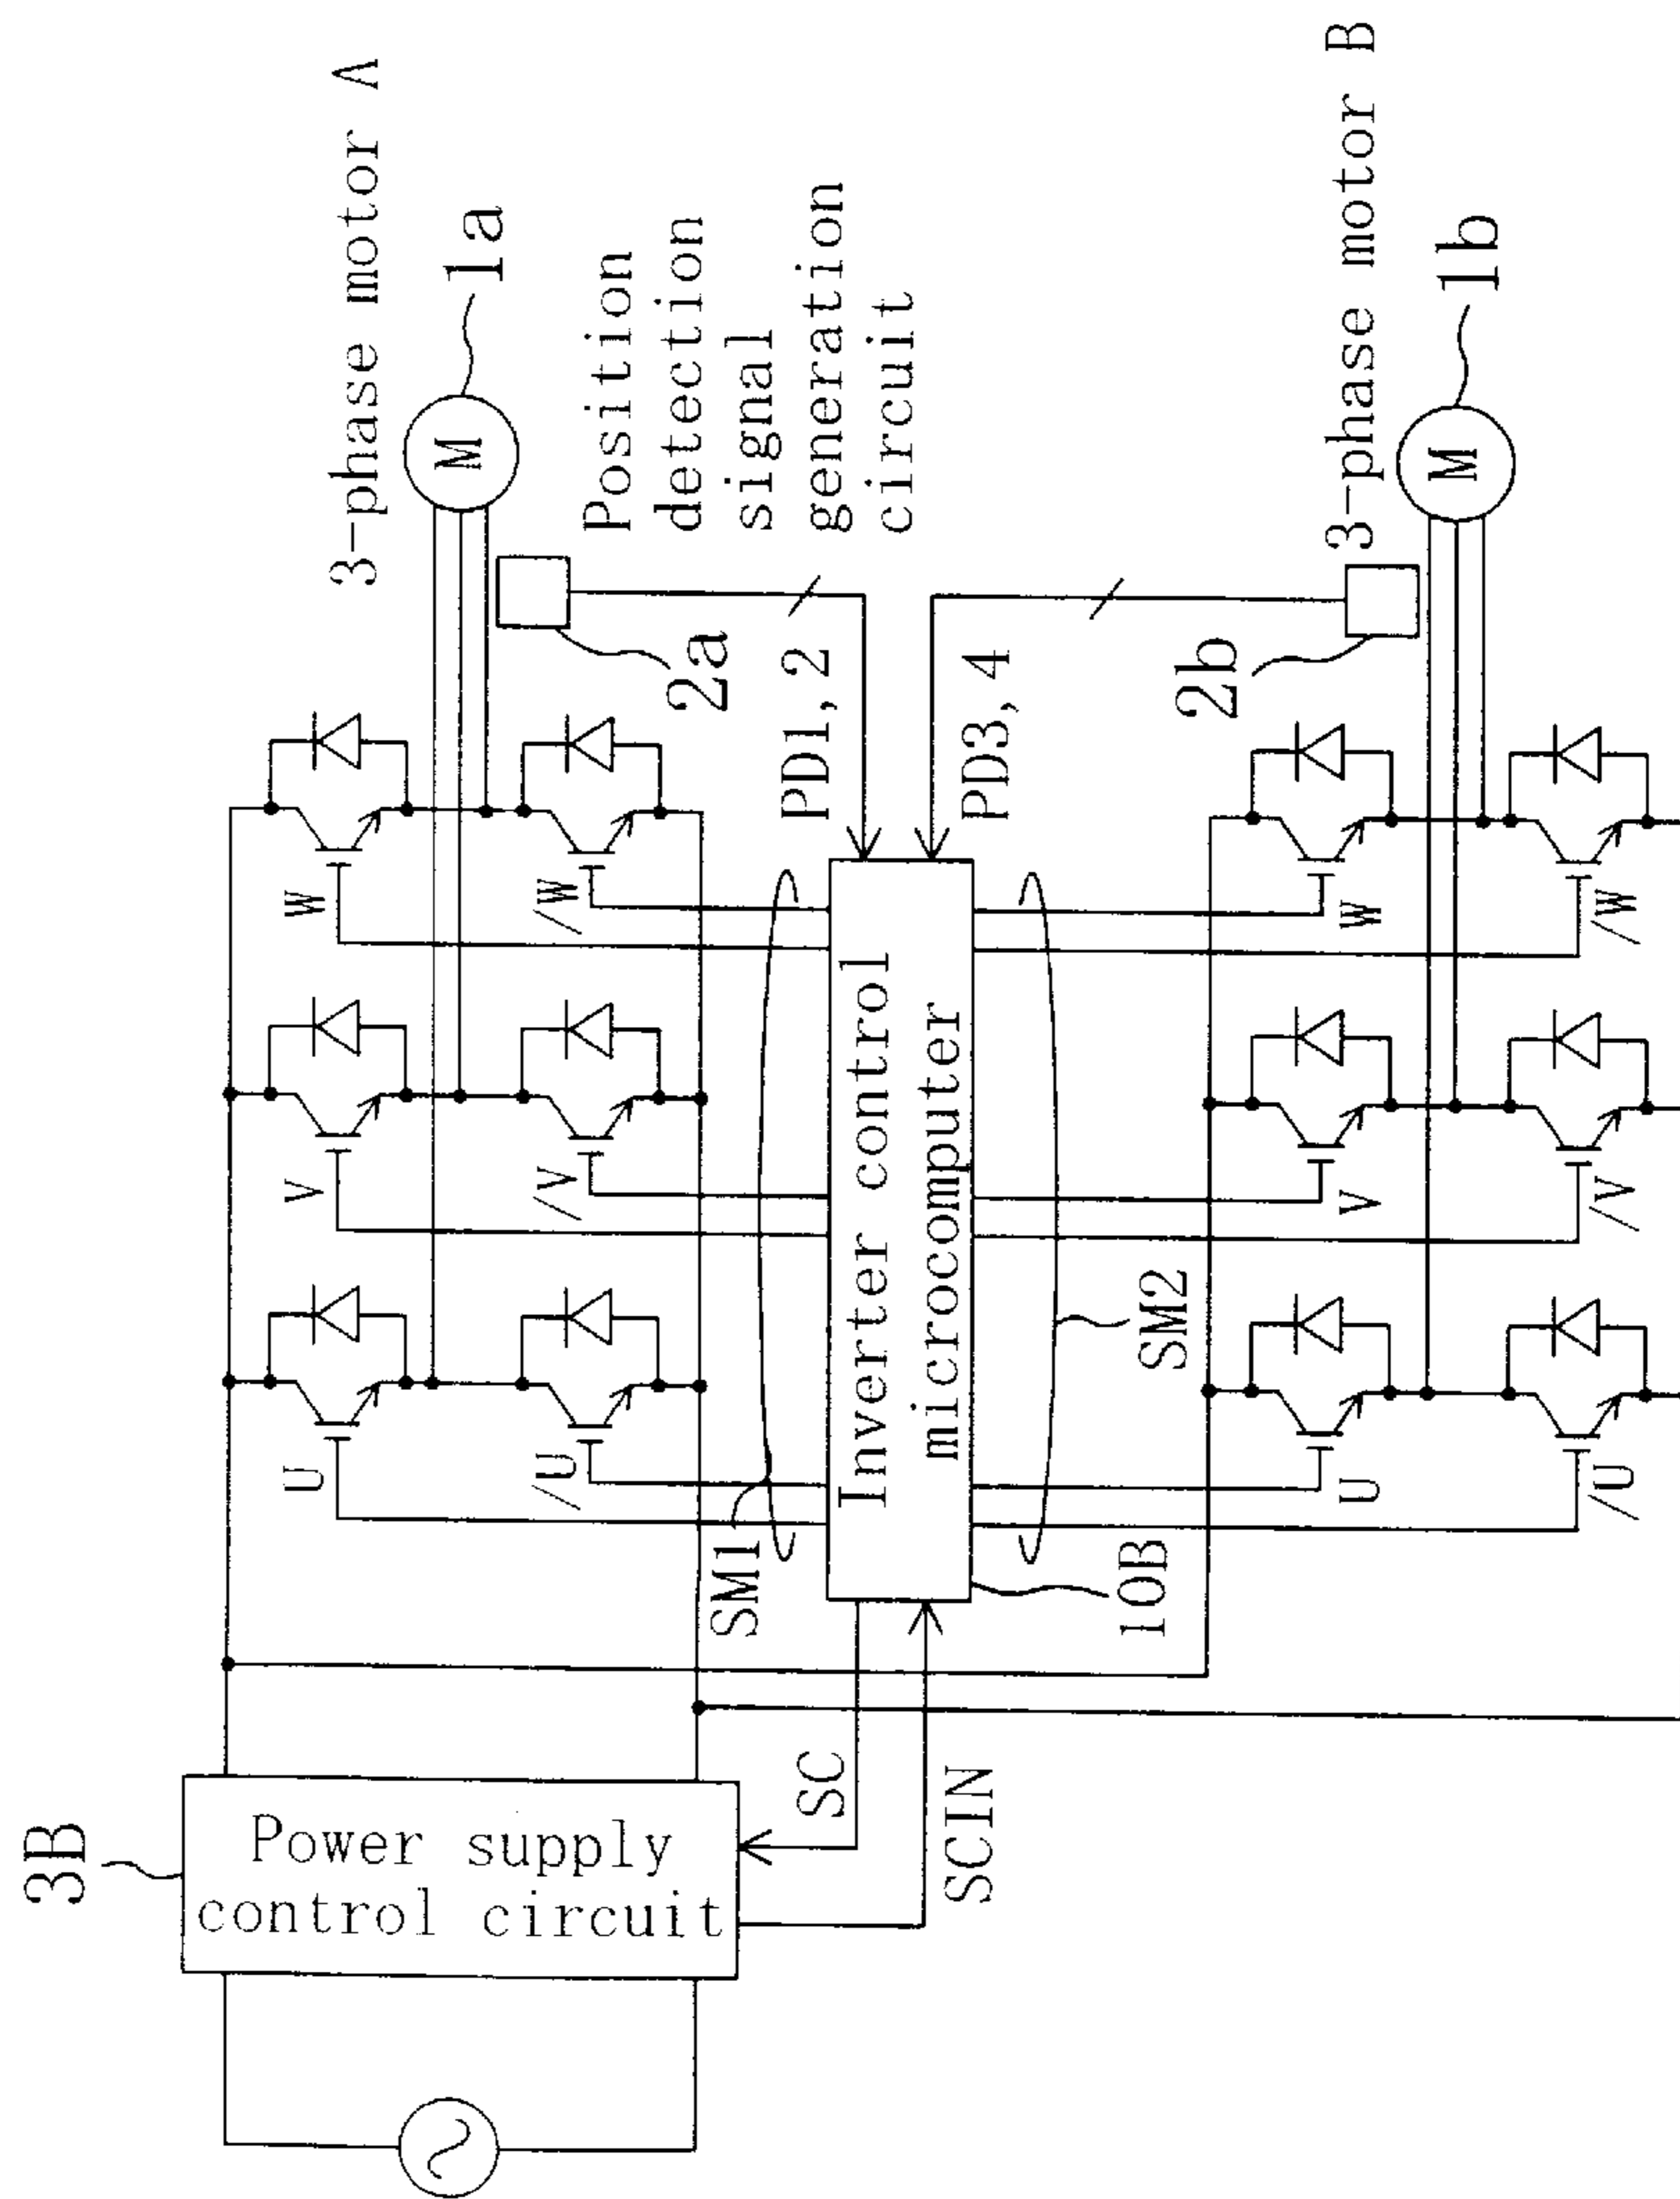 3-phase motor A
1a
M
Position
detection
signal
generation
circuit
2a
PD1, 2
W
/W
V
/V
U
/U
SM1
Inverter control
microcomputer
10B
3B
Power supply
control circuit
SC
SCIN
PD3, 4
2b
3-phase motor B
1b
M
SM2
W
/W
V
/V
U
/U